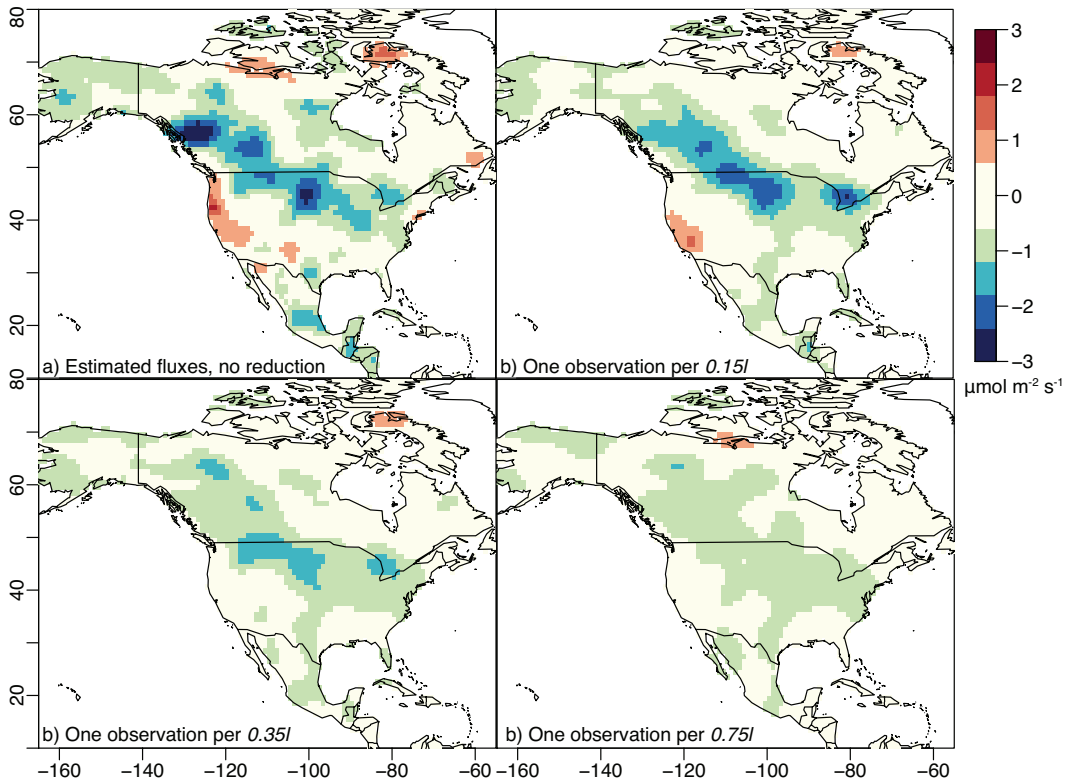 80
60
40
20
a) Estimated fluxes, no reduction
b) One observation per 0.15l
3
2
1
0
−1
−2
−3
μmol m⁻² s⁻¹
80
60
40
20
b) One observation per 0.35l
b) One observation per 0.75l
−160 −140 −120 −100 −80 −60
−160 −140 −120 −100 −80 −60